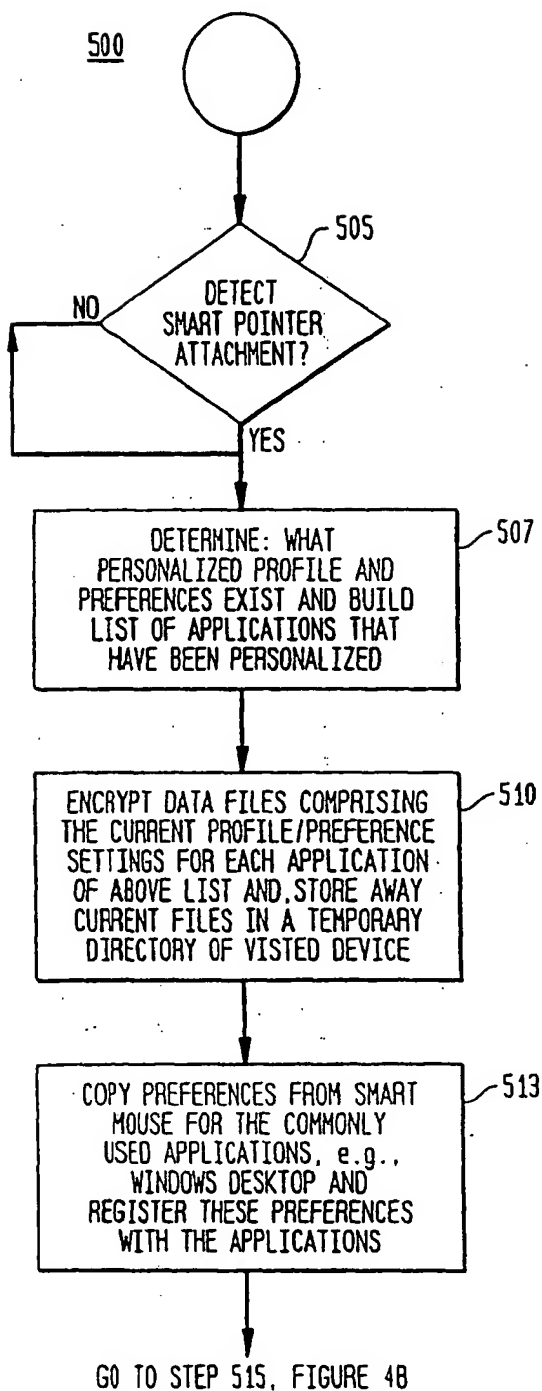 500
505
DETECT
SMART POINTER
ATTACHMENT?
NO
YES
507
DETERMINE: WHAT
PERSONALIZED PROFILE AND
PREFERENCES EXIST AND BUILD
LIST OF APPLICATIONS THAT
HAVE BEEN PERSONALIZED
510
ENCRYPT DATA FILES COMPRISING
THE CURRENT PROFILE/PREFERENCE
SETTINGS FOR EACH APPLICATION
OF ABOVE LIST AND.STORE AWAY
CURRENT FILES IN A TEMPORARY
DIRECTORY OF VISTED DEVICE
513
COPY PREFERENCES FROM SMART
MOUSE FOR THE COMMONLY
USED APPLICATIONS, e.g.,
WINDOWS DESKTOP AND
REGISTER THESE PREFERENCES
WITH THE APPLICATIONS
GO TO STEP 515, FIGURE 4B